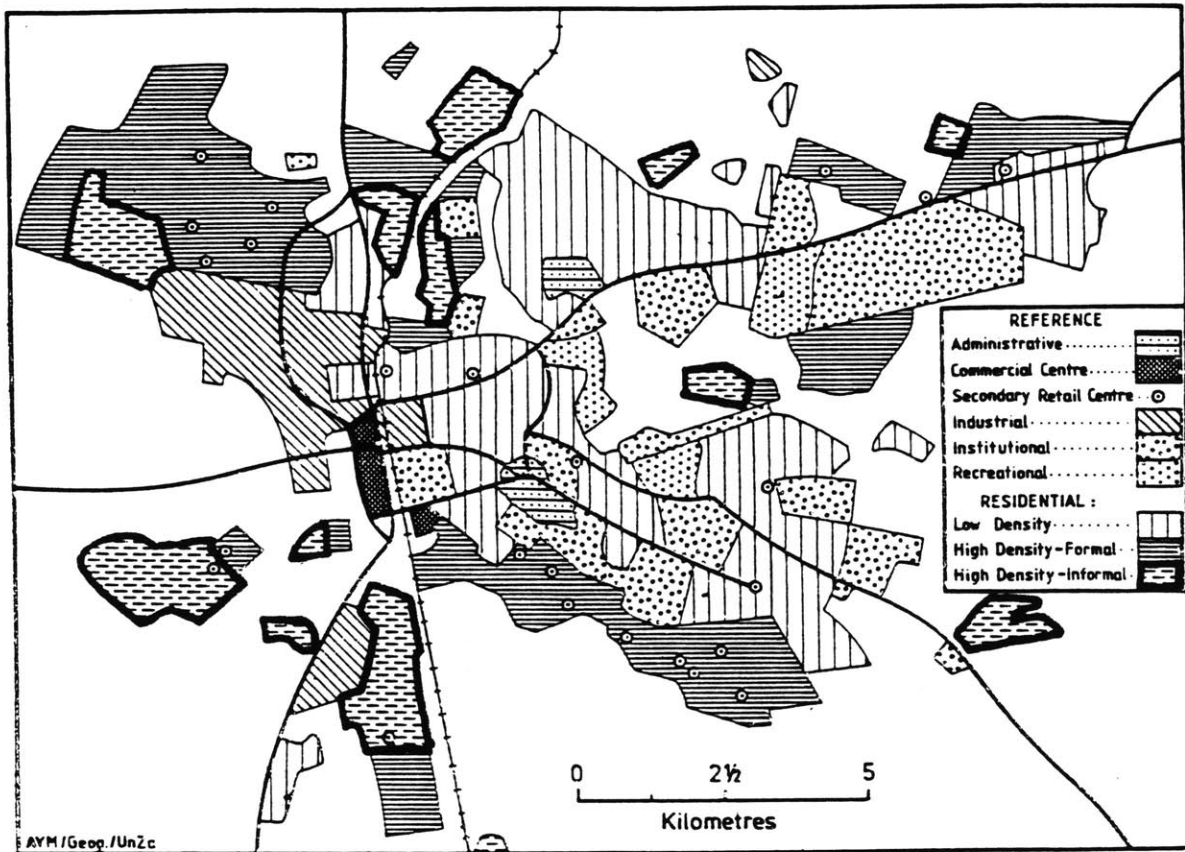 REFERENCE
Administrative
Commercial Centre
Secondary Retail Centre
Industrial
Institutional
Recreational
RESIDENTIAL :
Low Density
High Density-Formal
High Density-Informal
0 2½ 5
Kilometres
AYM/Geog./UnZa